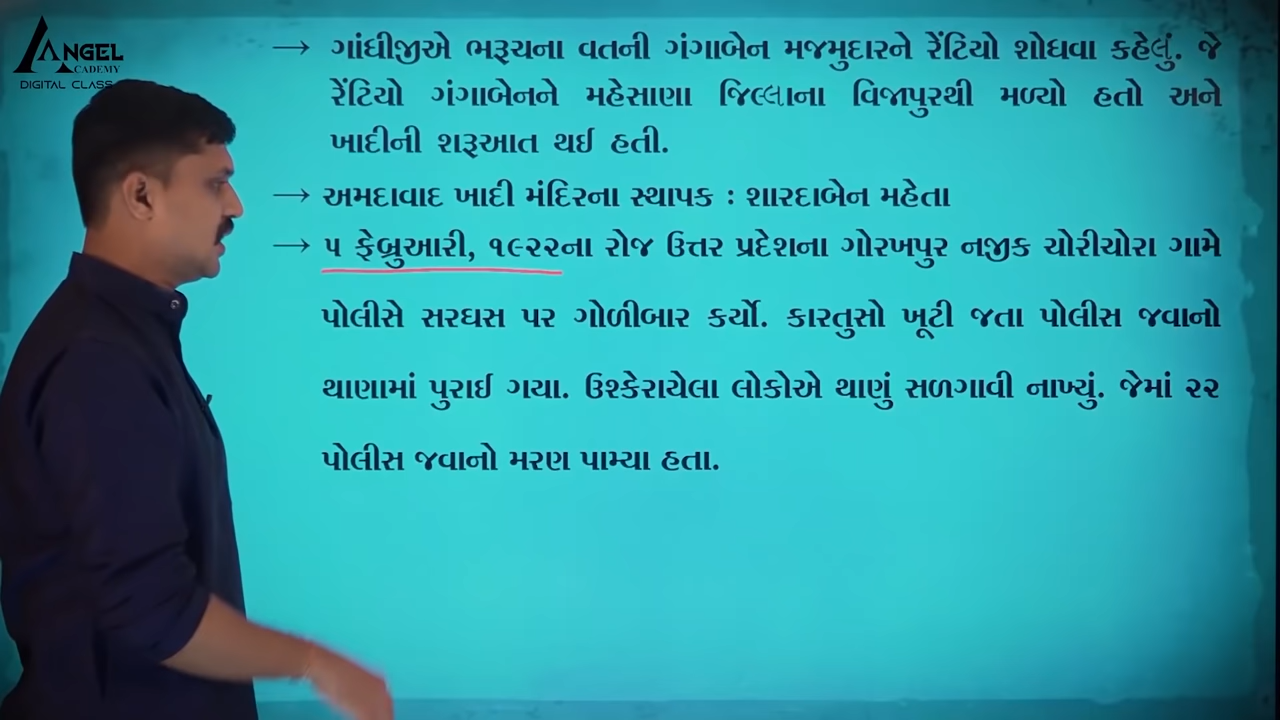 ANGEL
ACADEMY
DIGITAL CLASS
→ ગાંધીજીએ ભરૂચના વતની ગંગાબેન મજમુદારને રેંટિયો શોધવા કહેલું. જે
રેંટિયો ગંગાબેનને મહેસાણા જિલ્લાના વિજાપુરથી મળ્યો હતો અને
ખાદીની શરૂઆત થઈ હતી.
→ અમદાવાદ ખાદી મંદિરના સ્થાપક : શારદાબેન મહેતા
→ ૫ ફેબ્રુઆરી, ૧૯૨૨ના રોજ ઉત્તર પ્રદેશના ગોરખપુર નજીક ચોરીચોરા ગામે
પોલીસે સરઘસ પર ગોળીબાર કર્યો. કારતુસો ખૂટી જતા પોલીસ જવાનો
થાણામાં પુરાઈ ગયા. ઉશ્કેરાયેલા લોકોએ થાણું સળગાવી નાખ્યું. જેમાં ૨૨
પોલીસ જવાનો મરણ પામ્યા હતા.